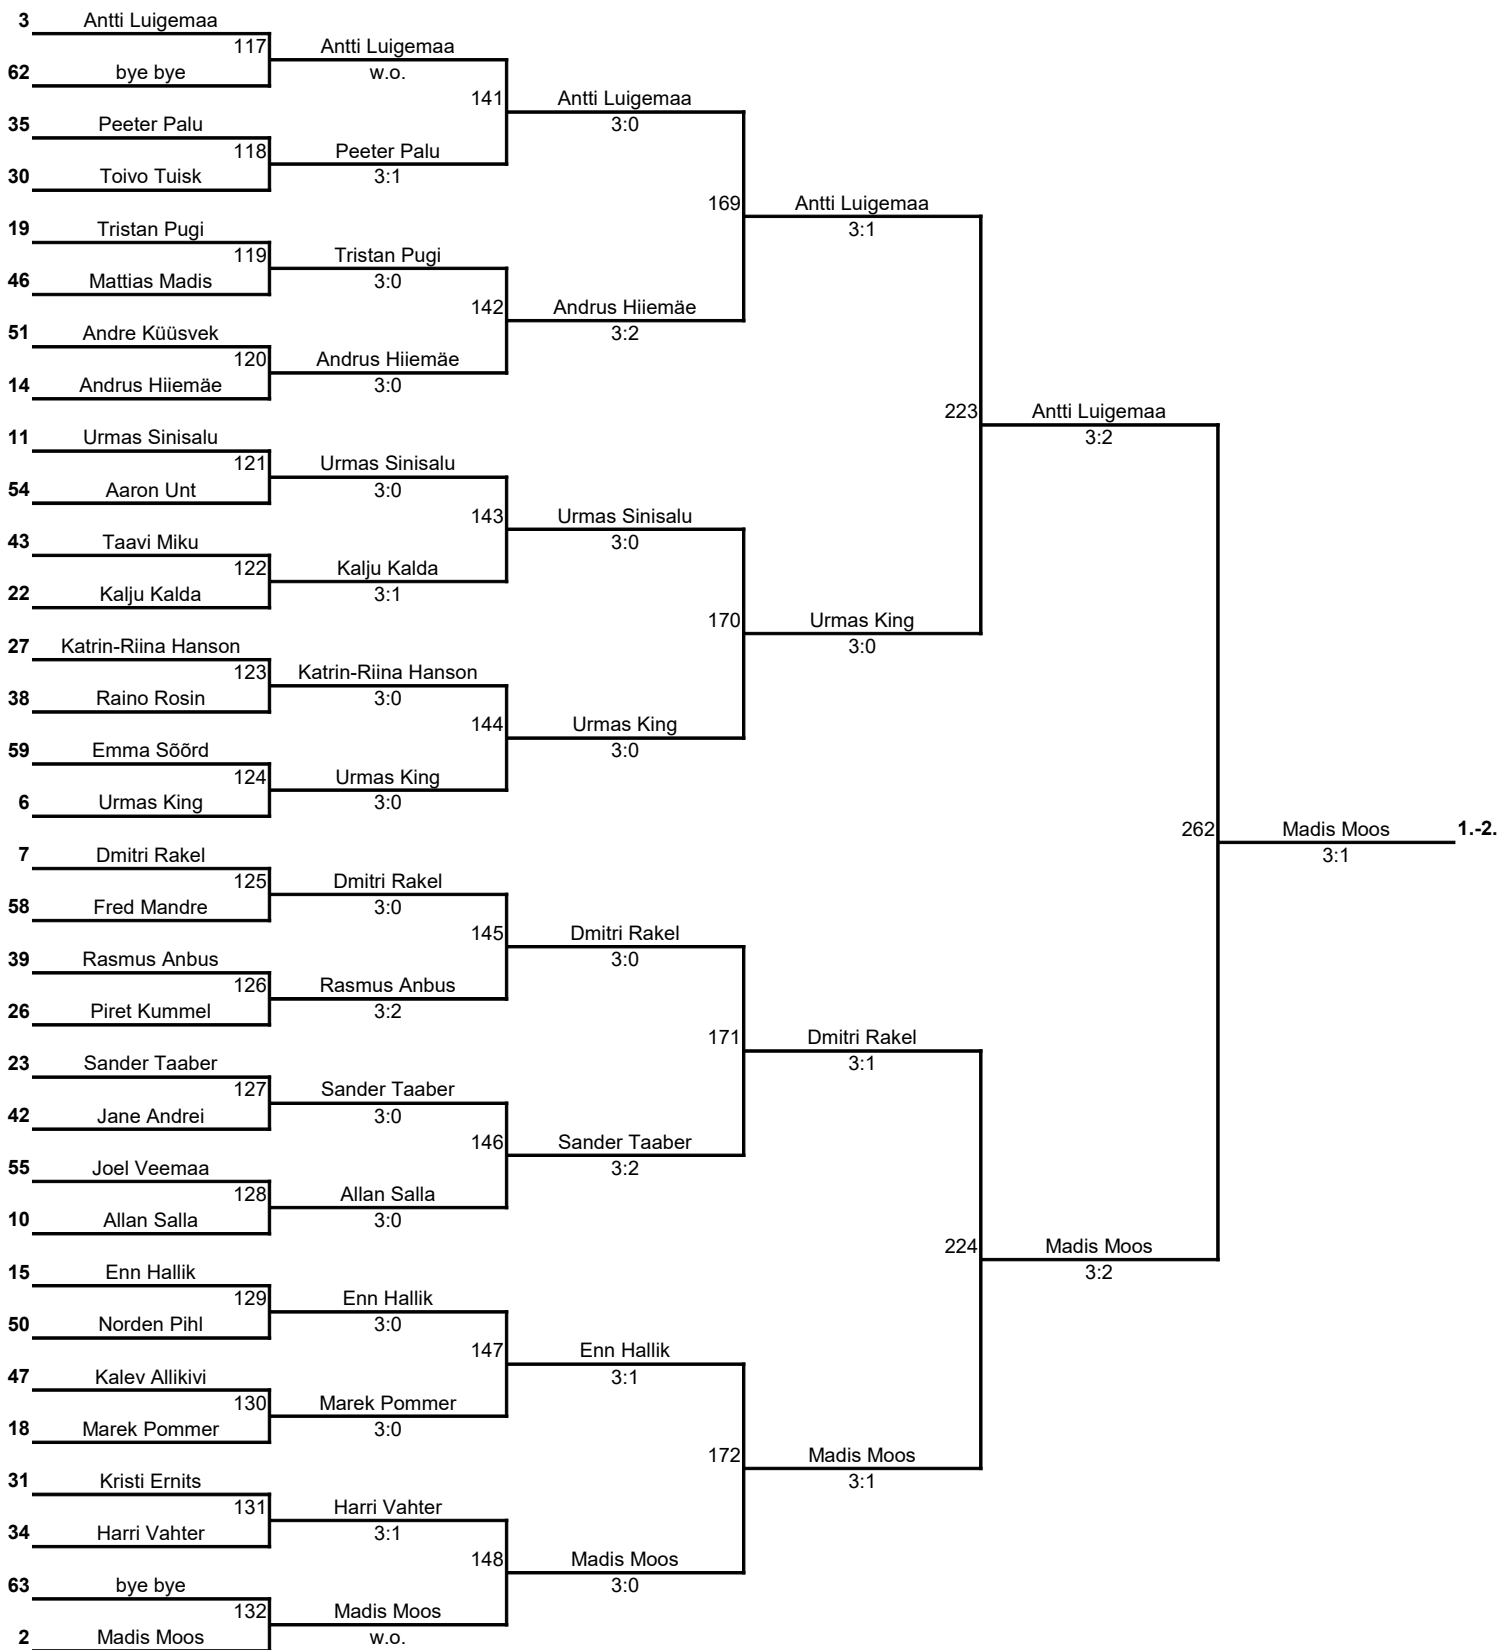 3 Antti Luigemaa
117 Antti Luigemaa
62 bye bye w.o.
141 Antti Luigemaa
35 Peeter Palu 3:0
118 Peeter Palu
30 Toivo Tuisk 3:1
169 Antti Luigemaa
19 Tristan Pugi 3:1
119 Tristan Pugi
46 Mattias Madis 3:0
142 Andrus Hiiemäe
51 Andre Küüsvek 3:2
120 Andrus Hiiemäe
14 Andrus Hiiemäe 3:0
223 Antti Luigemaa
11 Urmas Sinisalu 3:2
121 Urmas Sinisalu
54 Aaron Unt 3:0
143 Urmas Sinisalu
43 Taavi Miku 3:0
122 Kalju Kalda
22 Kalju Kalda 3:1
170 Urmas King
27 Katrin-Riina Hanson 3:0
123 Katrin-Riina Hanson
38 Raino Rosin 3:0
144 Urmas King
59 Emma Sõõrd 3:0
124 Urmas King
6 Urmas King 3:0
262 Madis Moos 1.-2.
7 Dmitri Rakel 3:1
125 Dmitri Rakel
58 Fred Mandre 3:0
145 Dmitri Rakel
39 Rasmus Anbus 3:0
126 Rasmus Anbus
26 Piret Kummel 3:2
171 Dmitri Rakel
23 Sander Taaber 3:1
127 Sander Taaber
42 Jane Andrei 3:0
146 Sander Taaber
55 Joel Veemaa 3:2
128 Allan Salla
10 Allan Salla 3:0
224 Madis Moos
15 Enn Hallik 3:2
129 Enn Hallik
50 Norden Pihl 3:0
147 Enn Hallik
47 Kalev Allikivi 3:1
130 Marek Pommer
18 Marek Pommer 3:0
172 Madis Moos
31 Kristi Ernits 3:1
131 Harri Vahter
34 Harri Vahter 3:1
148 Madis Moos
63 bye bye 3:0
132 Madis Moos
2 Madis Moos w.o.